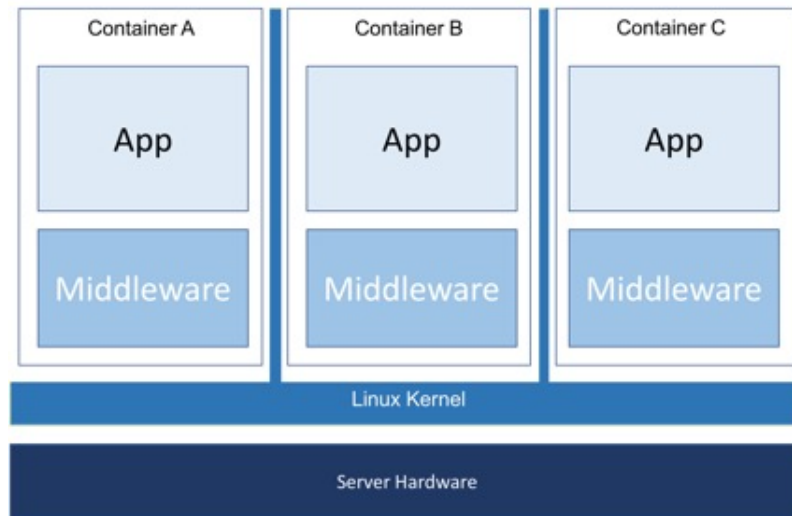 Container A
Container B
Container C
App
App
App
Middleware
Middleware
Middleware
Linux Kernel
Server Hardware